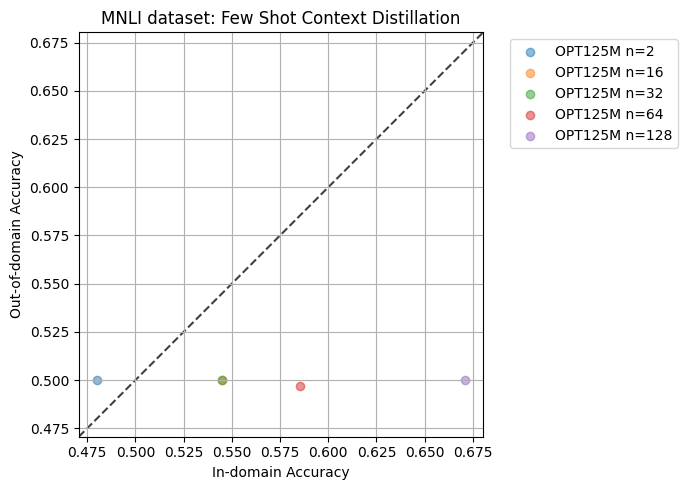 MNLI dataset: Few Shot Context Distillation
OPT125M n=2
OPT125M n=16
OPT125M n=32
OPT125M n=64
OPT125M n=128
Out-of-domain Accuracy
0.675
0.650
0.625
0.600
0.575
0.550
0.525
0.500
0.475
0.475 0.500 0.525 0.550 0.575 0.600 0.625 0.650 0.675
In-domain Accuracy